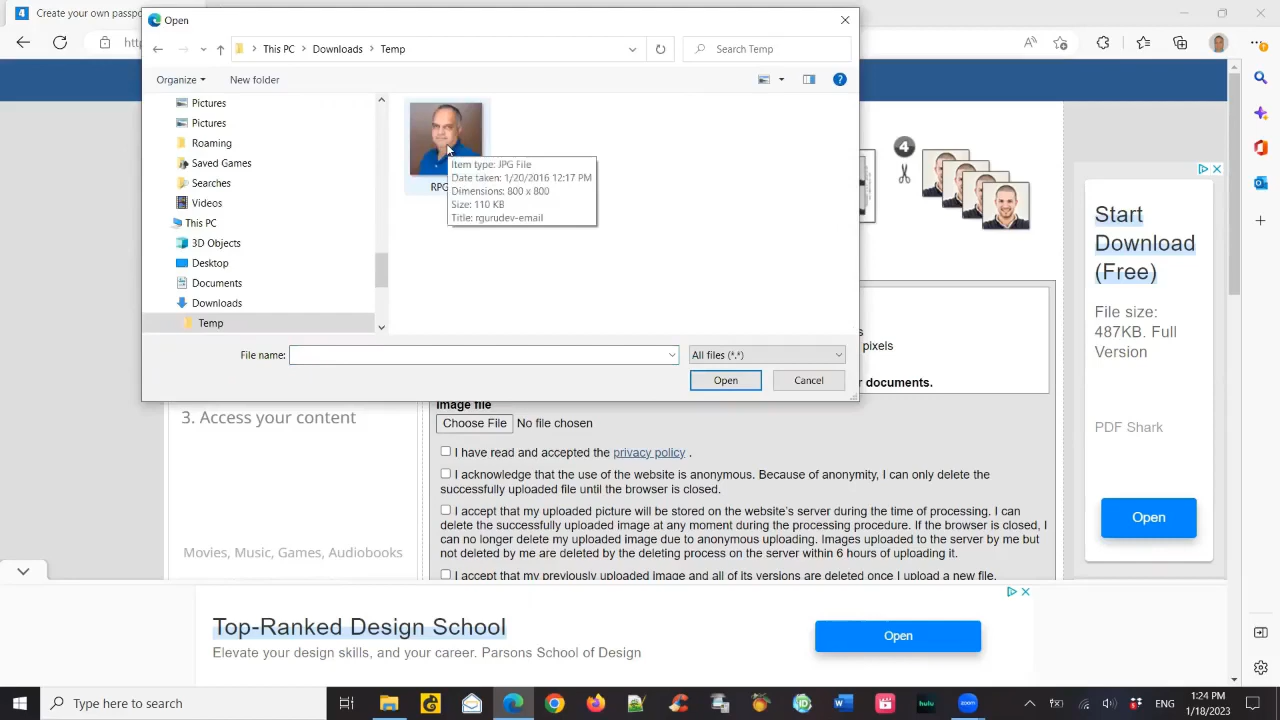 4 Create your own passpo
Open
http
This PC > Downloads > Temp
Search Temp
Organize
New folder
Pictures
Pictures
Roaming
Saved Games
Searches
Videos
This PC
3D Objects
Desktop
Documents
Downloads
Temp
RPG
Item type: JPG File
Date taken: 1/20/2016 12:17 PM
Dimensions: 800 x 800
Size: 110 KB
Title: rgurudev-email
File name:
All files (*.*)
Open
Cancel
4
s
pixels
r documents.
3. Access your content
Movies, Music, Games, Audiobooks
Image file
Choose File No file chosen
I have read and accepted the privacy policy .
I acknowledge that the use of the website is anonymous. Because of anonymity, I can only delete the
successfully uploaded file until the browser is closed.
I accept that my uploaded picture will be stored on the website's server during the time of processing. I can
delete the successfully uploaded image at any moment during the processing procedure. If the browser is closed, I
can no longer delete my uploaded image due to anonymous uploading. Images uploaded to the server by me but
not deleted by me are deleted by the deleting process on the server within 6 hours of uploading it.
I accept that my previously uploaded image and all of its versions are deleted once I upload a new file.
Start
Download
(Free)
File size:
487KB. Full
Version
PDF Shark
Open
Top-Ranked Design School
Elevate your design skills, and your career. Parsons School of Design
Open
Type here to search
hulu
zoom
ENG
1:24 PM
1/18/2023